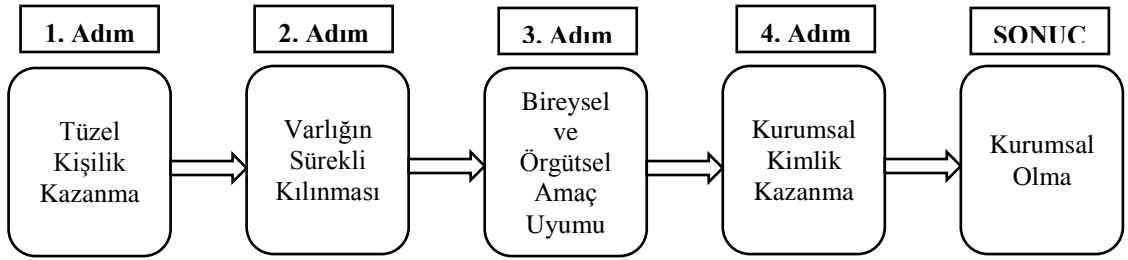 1. Adım
2. Adım
3. Adım
4. Adım
SONUÇ
Tüzel
Kişilik
Kazanma
Varlığın
Sürekli
Kılınması
Bireysel
ve
Örgütsel
Amaç
Uyumu
Kurumsal
Kimlik
Kazanma
Kurumsal
Olma